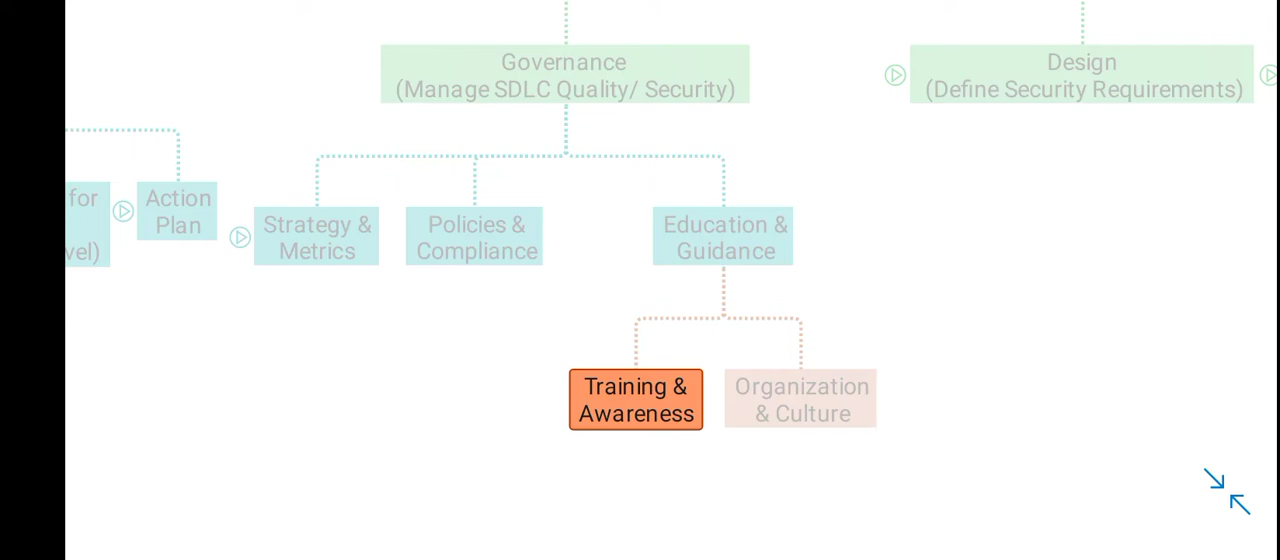 Governance
(Manage SDLC Quality/ Security)
Design
(Define Security Requirements)
for
vel)
Action
Plan
Strategy &
Metrics
Policies &
Compliance
Education &
Guidance
Training &
Awareness
Organization
& Culture